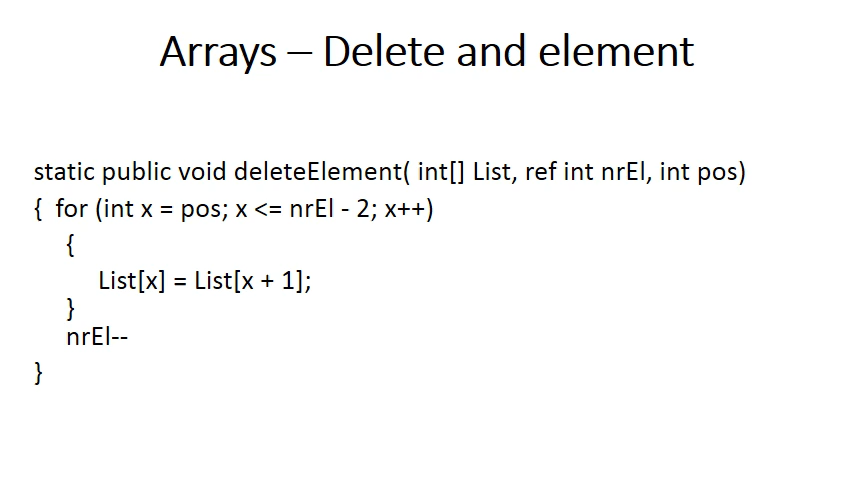 Arrays – Delete and element
static public void deleteElement( int[] List, ref int nrEl, int pos)
{ for (int x = pos; x <= nrEl - 2; x++)
{
List[x] = List[x + 1];
}
nrEl--
}